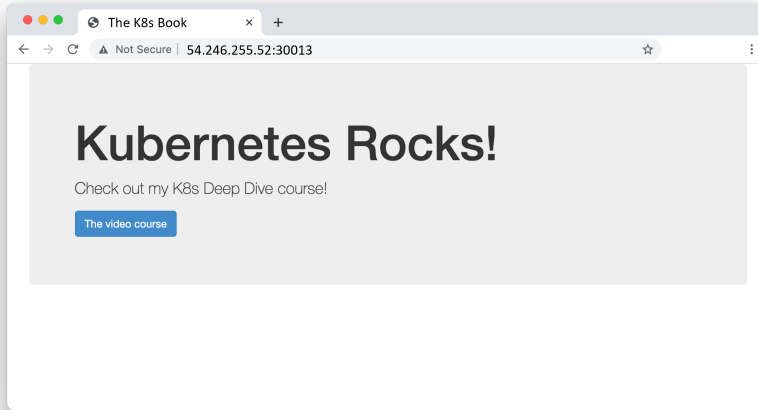 The K8s Book
Not Secure 54.246.255.52:30013
Kubernetes Rocks!
Check out my K8s Deep Dive course!
The video course